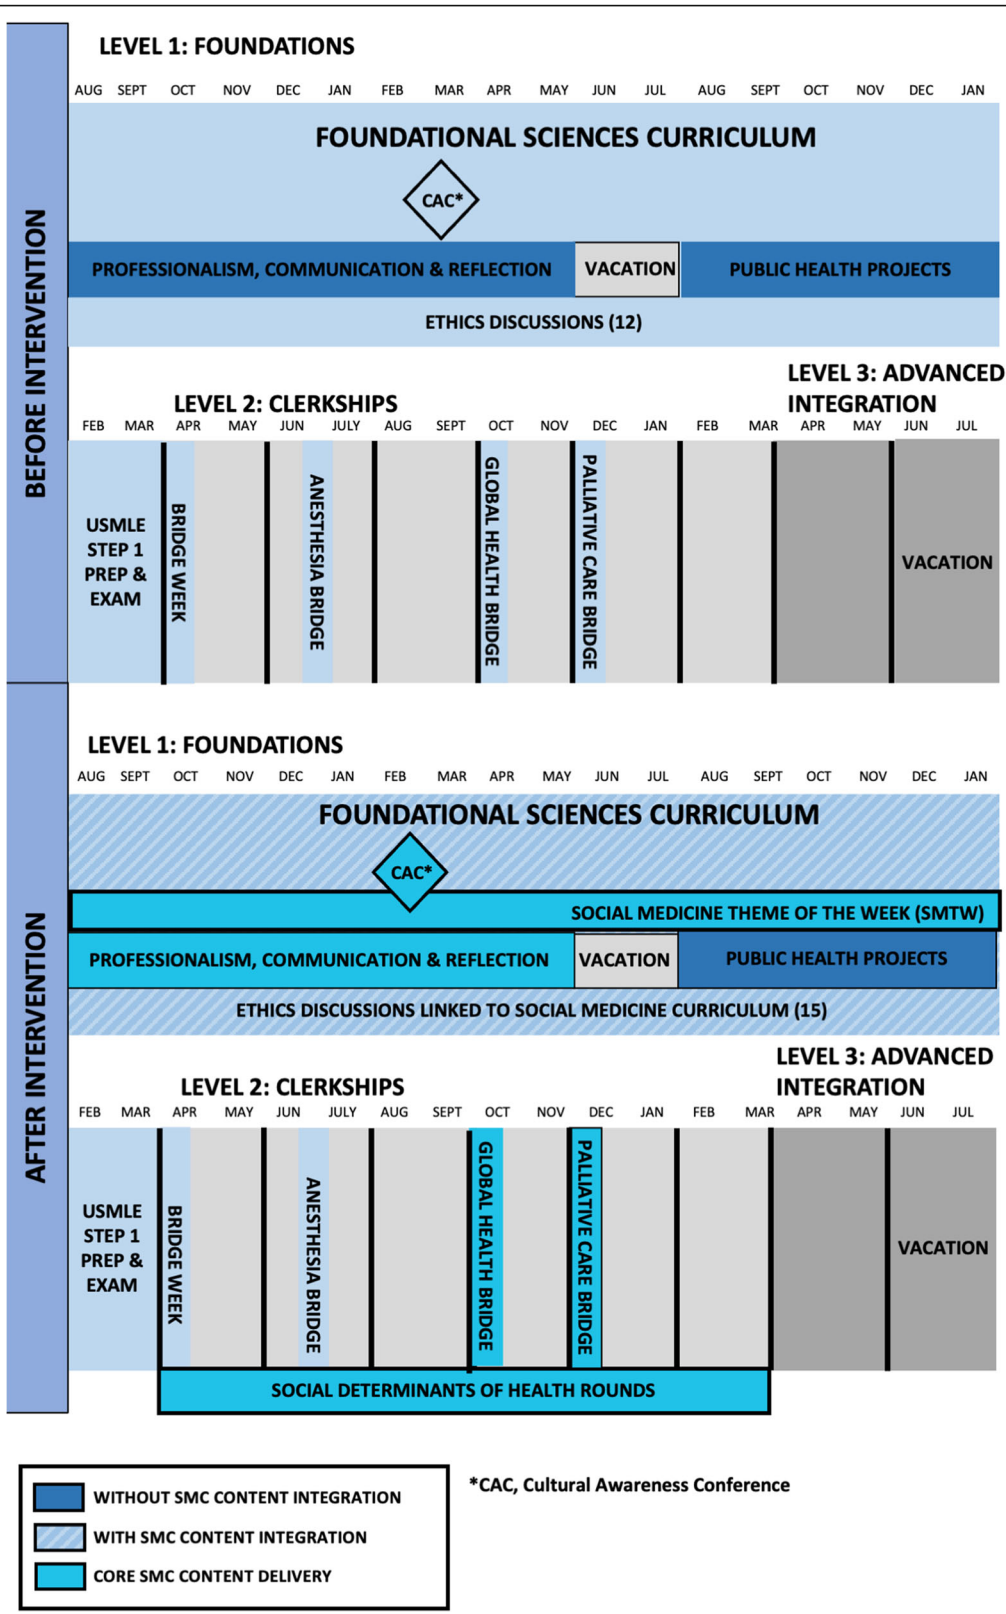 BEFORE INTERVENTION
LEVEL 1: FOUNDATIONS
AUG SEPT OCT NOV DEC JAN FEB MAR APR MAY JUN JUL AUG SEPT OCT NOV DEC JAN
FOUNDATIONAL SCIENCES CURRICULUM
CAC*
PROFESSIONALISM, COMMUNICATION & REFLECTION VACATION PUBLIC HEALTH PROJECTS
ETHICS DISCUSSIONS (12)
LEVEL 2: CLERKSHIPS
LEVEL 3: ADVANCED
INTEGRATION
FEB MAR APR MAY JUN JULY AUG SEPT OCT NOV DEC JAN FEB MAR APR MAY JUN JUL
USMLE
STEP 1
PREP &
EXAM
BRIDGE WEEK
ANESTHESIA BRIDGE
GLOBAL HEALTH BRIDGE
PALLIATIVE CARE BRIDGE
VACATION
AFTER INTERVENTION
LEVEL 1: FOUNDATIONS
AUG SEPT OCT NOV DEC JAN FEB MAR APR MAY JUN JUL AUG SEPT OCT NOV DEC JAN
FOUNDATIONAL SCIENCES CURRICULUM
CAC*
SOCIAL MEDICINE THEME OF THE WEEK (SMTW)
PROFESSIONALISM, COMMUNICATION & REFLECTION VACATION PUBLIC HEALTH PROJECTS
ETHICS DISCUSSIONS LINKED TO SOCIAL MEDICINE CURRICULUM (15)
LEVEL 2: CLERKSHIPS
LEVEL 3: ADVANCED
INTEGRATION
FEB MAR APR MAY JUN JULY AUG SEPT OCT NOV DEC JAN FEB MAR APR MAY JUN JUL
USMLE
STEP 1
PREP &
EXAM
BRIDGE WEEK
ANESTHESIA BRIDGE
GLOBAL HEALTH BRIDGE
PALLIATIVE CARE BRIDGE
VACATION
SOCIAL DETERMINANTS OF HEALTH ROUNDS
WITHOUT SMC CONTENT INTEGRATION
WITH SMC CONTENT INTEGRATION
CORE SMC CONTENT DELIVERY
*CAC, Cultural Awareness Conference